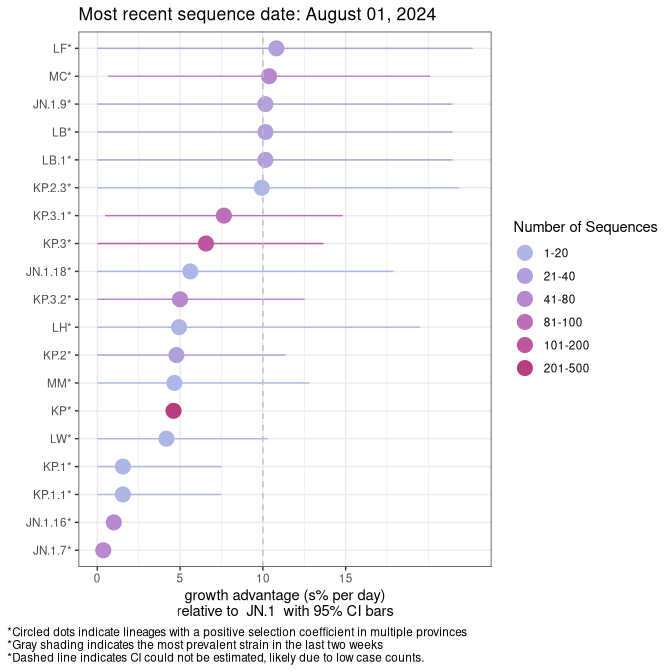 Most recent sequence date: August 01, 2024
LF*
MC*
JN.1.9*
LB*
LB.1*
KP.2.3*
KP.3.1*
KP.3*
JN.1.18*
KP.3.2*
LH*
KP.2*
MM*
KP*
LW*
KP.1*
KP.1.1*
JN.1.16*
JN.1.7*
0 5 10 15
growth advantage (s% per day)
relative to JN.1 with 95% CI bars
Number of Sequences
1-20
21-40
41-80
81-100
101-200
201-500
*Circled dots indicate lineages with a positive selection coefficient in multiple provinces
*Gray shading indicates the most prevalent strain in the last two weeks
*Dashed line indicates CI could not be estimated, likely due to low case counts.